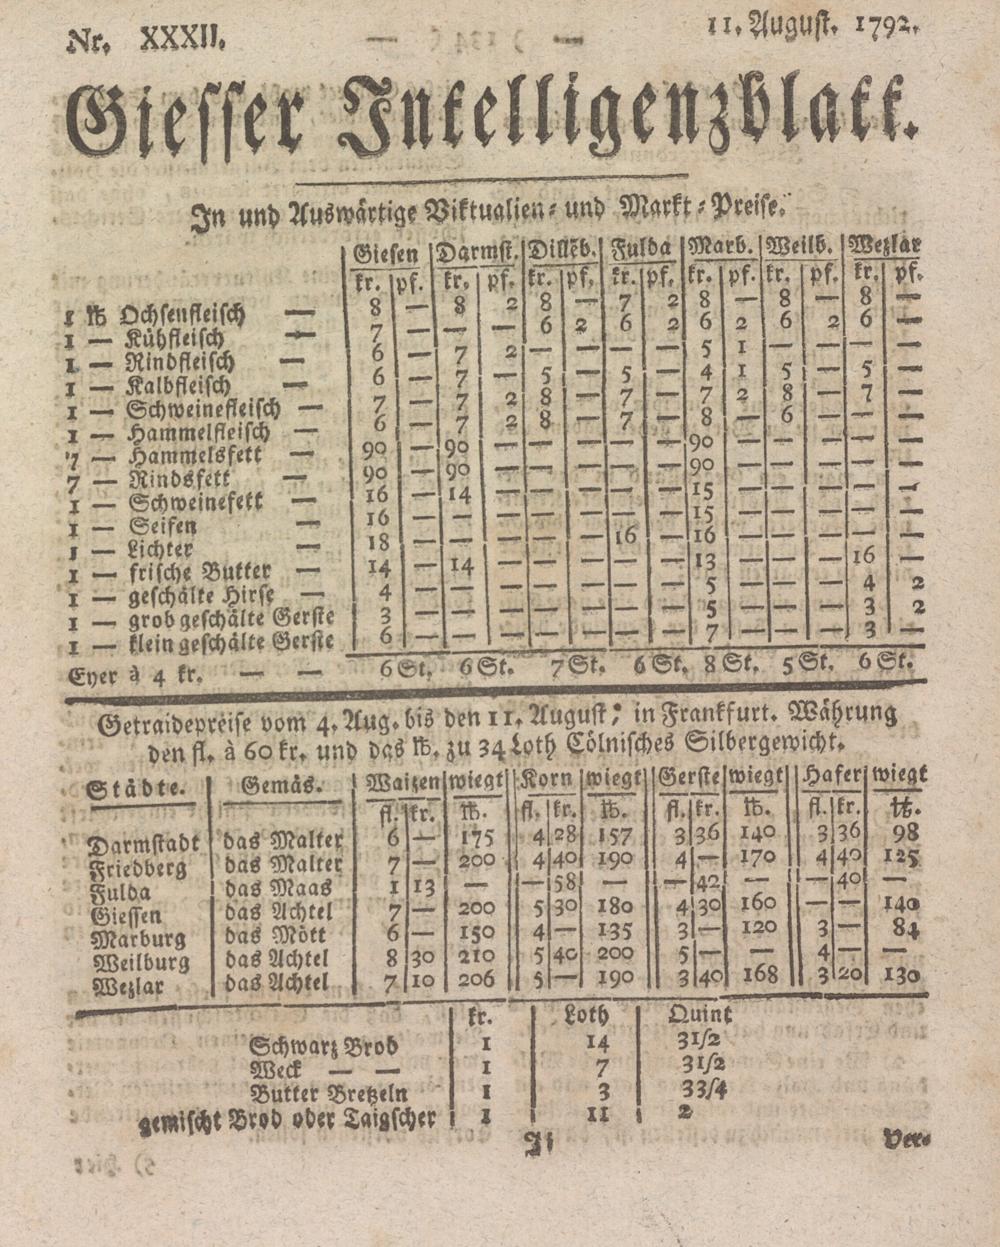 Nr. XXXII. 11. August. 1792.
Giesser Intelligenzblatt.
In und Auswärtige Viktualien- und Markt-Preise.
Giesen Darmst. Dilleb. Fulda Marb. Weilb. Wezlar
kr. pf. kr. pf. kr. pf. kr. pf. kr. pf. kr. pf. kr. pf.
1 ℔ Ochsenfleisch — 8 — 8 2 8 — 7 2 8 — 8 — 8 —
1 — Kühfleisch — 7 — — — 6 2 6 2 6 2 6 2 6 —
1 — Rindfleisch — 6 — 7 2 — — — — 5 1 — — — —
1 — Kalbfleisch — 6 — 7 — 5 — 5 — 4 1 5 — 5 —
1 — Schweinefleisch — 7 — 7 2 8 — 7 — 7 2 8 — 7 —
1 — Hammelfleisch — 6 — 7 2 8 — 7 — 8 — 6 — — —
7 — Hammelsfett — 90 — 90 — — — — — 90 — — — — —
7 — Rindsfett — 90 — 90 — — — — — 90 — — — — —
1 — Schweinefett — 16 — 14 — — — — — 15 — — — — —
1 — Seifen — 16 — — — — — — — 15 — — — — —
1 — Lichter — 18 — — — — — 16 — 16 — — — — —
1 — frische Butter — 14 — 14 — — — — — 13 — — — 16 —
1 — geschälte Hirse — 4 — — — — — — — 5 — — — 4 2
1 — grob geschälte Gerste 3 — — — — — — — 5 — — — 3 2
1 — klein geschälte Gerste 6 — — — — — — — 7 — — — 3 —
Eyer à 4 kr. — — 6 St. 6 St. 7 St. 6 St. 8 St. 5 St. 6 St.
Getraidepreise vom 4. Aug. bis den 11. August: in Frankfurt. Währung
den fl. à 60 kr. und das ℔. zu 34 Loth Cölnisches Silbergewicht.
Städte. Gemäs. Waitzen wiegt Korn wiegt Gerste wiegt Hafer wiegt
fl. kr. ℔. fl. kr. ℔. fl. kr. ℔. fl. kr. ℔.
Darmstadt das Malter 6 — 175 4 28 157 3 36 140 3 36 98
Friedberg das Malter 7 — 200 4 40 190 4 — 170 4 40 125
Fulda das Maas 1 13 — — 58 — — 42 — — 40 —
Giessen das Achtel 7 — 200 5 30 180 4 30 160 — — 140
Marburg das Mött 6 — 150 4 — 135 3 — 120 3 — 84
Weilburg das Achtel 8 30 210 5 40 200 5 — — 4 — —
Wezlar das Achtel 7 10 206 5 — 190 3 40 168 3 20 130
kr. Loth Quint
Schwarz Brod 1 14 3 1/2
Weck — — 1 7 3 1/2
Butter Bretzeln 1 3 3 3/4
gemischt Brod oder Taigscher 1 11 2
Ii Ver-